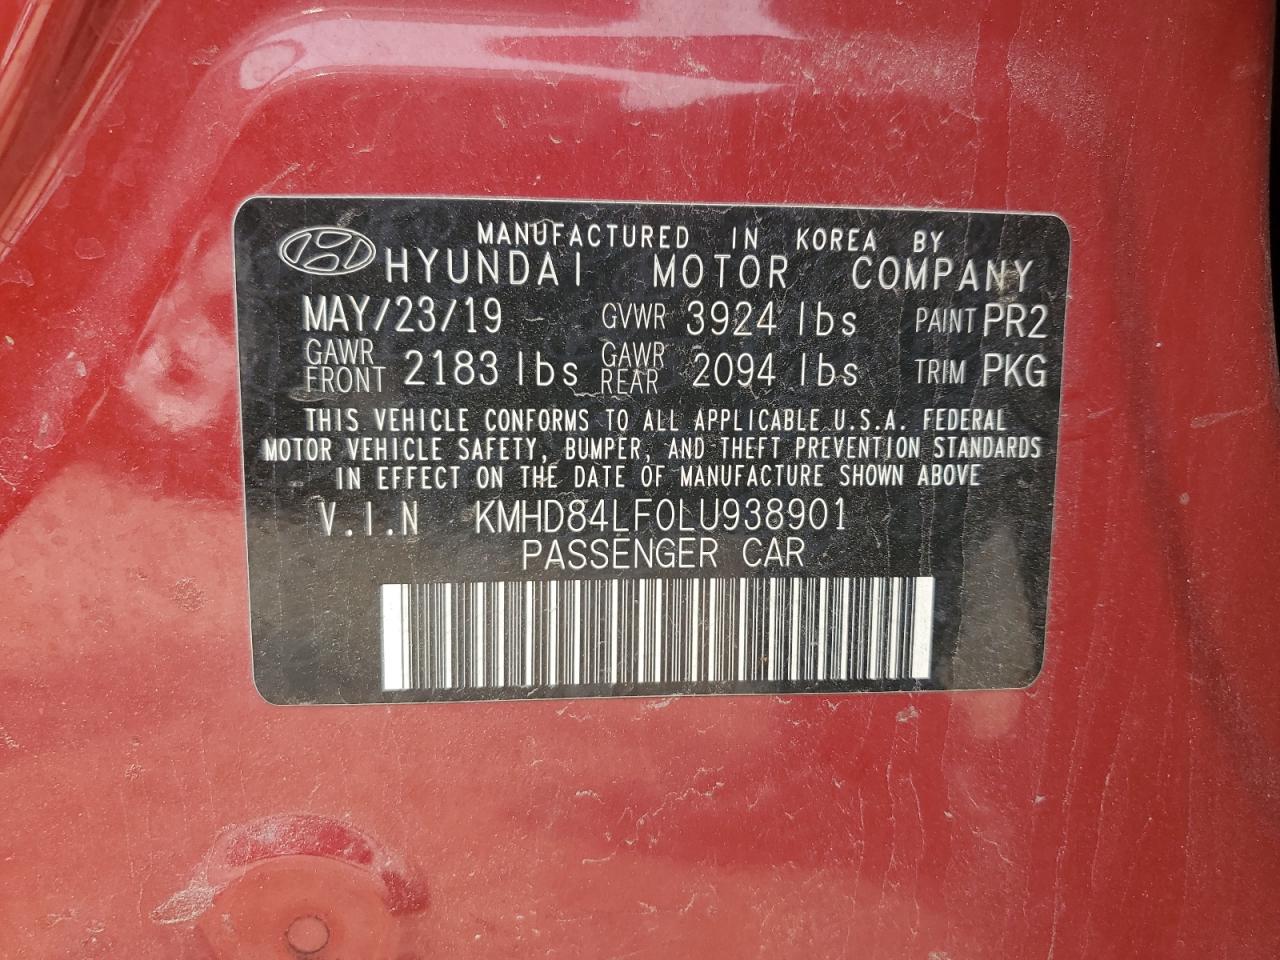 MANUFACTURED IN KOREA BY
HYUNDAI MOTOR COMPANY
MAY/23/19 GVWR 3924 lbs PAINT PR2
GAWR FRONT 2183 lbs GAWR REAR 2094 lbs TRIM PKG
THIS VEHICLE CONFORMS TO ALL APPLICABLE U.S.A. FEDERAL
MOTOR VEHICLE SAFETY, BUMPER, AND THEFT PREVENTION STANDARDS
IN EFFECT ON THE DATE OF MANUFACTURE SHOWN ABOVE
V.I.N KMHD84LF0LU938901
PASSENGER CAR